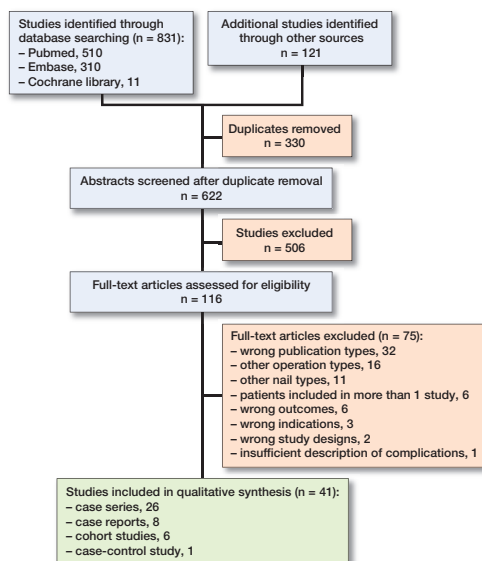 Studies identified through
database searching (n = 831):
– Pubmed, 510
– Embase, 310
– Cochrane library, 11
Additional studies identified
through other sources
n = 121
Duplicates removed
n = 330
Abstracts screened after duplicate removal
n = 622
Studies excluded
n = 506
Full-text articles assessed for eligibility
n = 116
Full-text articles excluded (n = 75):
– wrong publication types, 32
– other operation types, 16
– other nail types, 11
– patients included in more than 1 study, 6
– wrong outcomes, 6
– wrong indications, 3
– wrong study designs, 2
– insufficient description of complications, 1
Studies included in qualitative synthesis (n = 41):
– case series, 26
– case reports, 8
– cohort studies, 6
– case-control study, 1